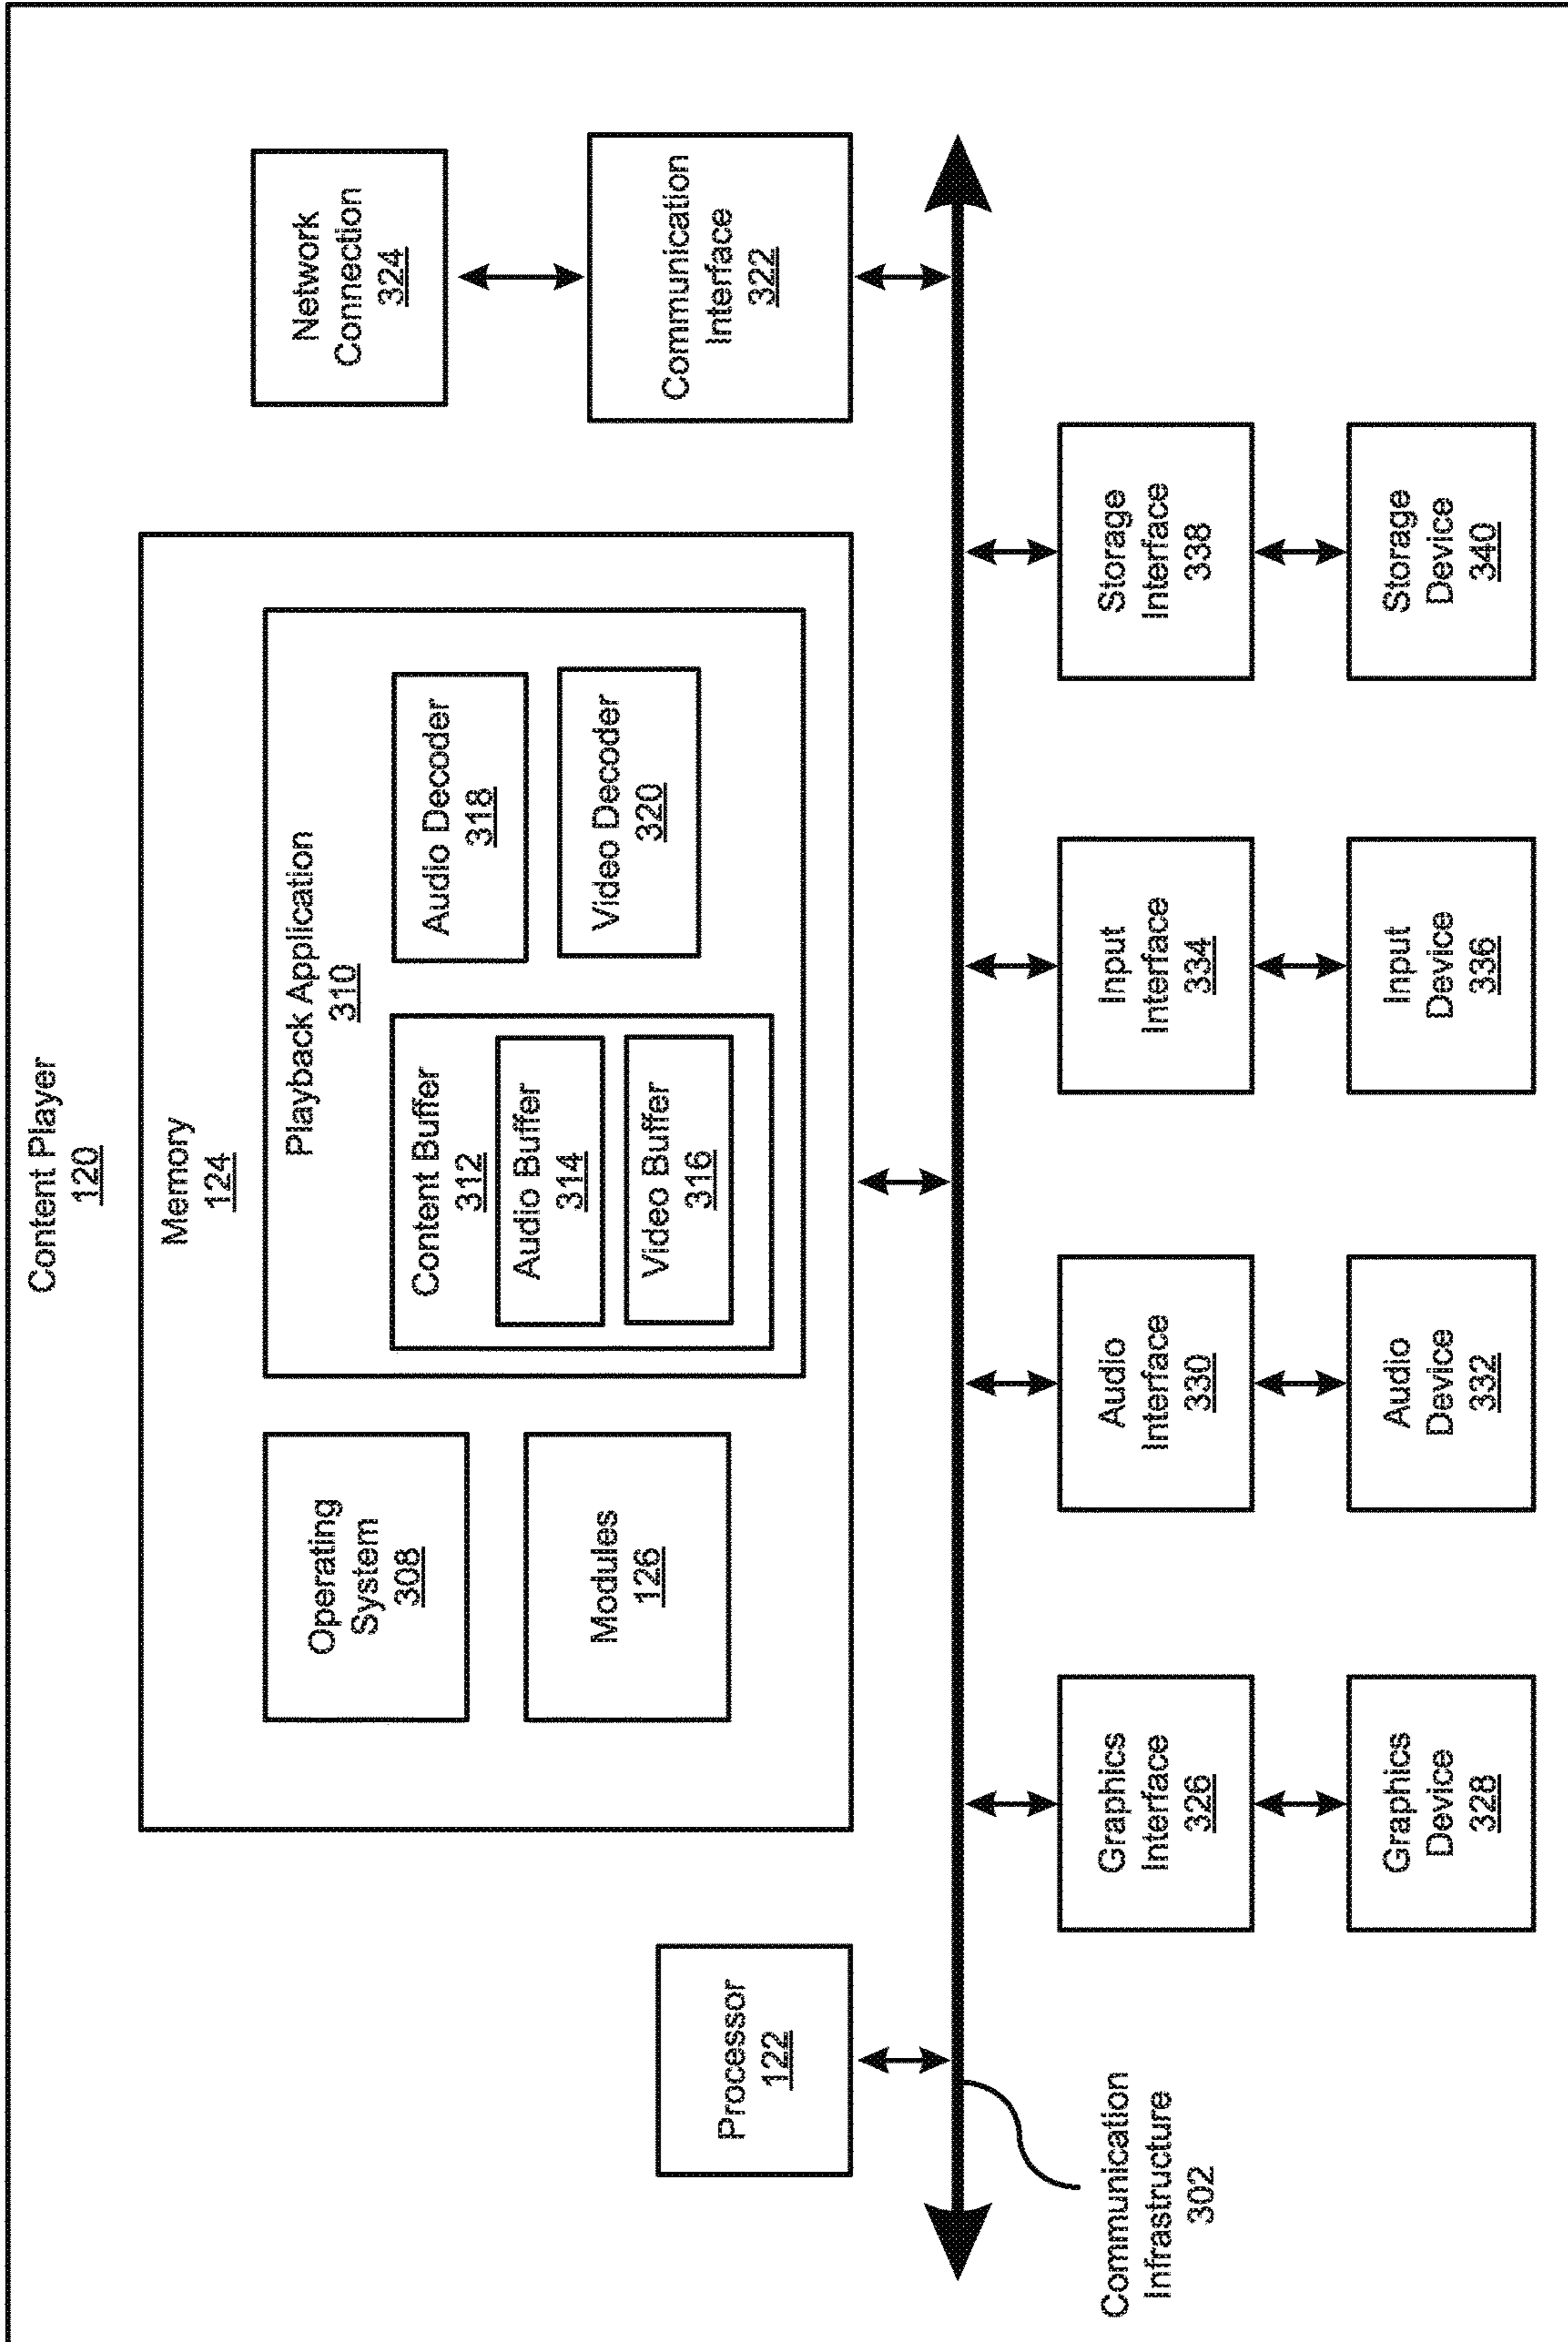 Content Player
120
Memory
124
Operating
System
308
Modules
126
Playback Application
310
Content Buffer
312
Audio Buffer
314
Video Buffer
316
Audio Decoder
318
Video Decoder
320
Network
Connection
324
Communication
Interface
322
Processor
122
Communication
Infrastructure
302
Graphics
Interface
326
Graphics
Device
328
Audio
Interface
330
Audio
Device
332
Input
Interface
334
Input
Device
336
Storage
Interface
338
Storage
Device
340